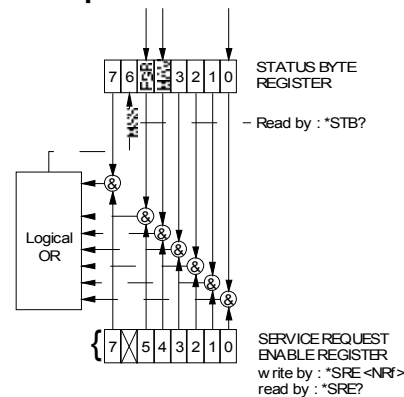 7 6 ESB MAV 3 2 1 0
STATUS BYTE
REGISTER
MSS
Read by : *STB?
&
&
&
&
&
&
&
Logical
OR
{ 7 5 4 3 2 1 0
SERVICE REQUEST
ENABLE REGISTER
write by : *SRE <NRf>
read by : *SRE?